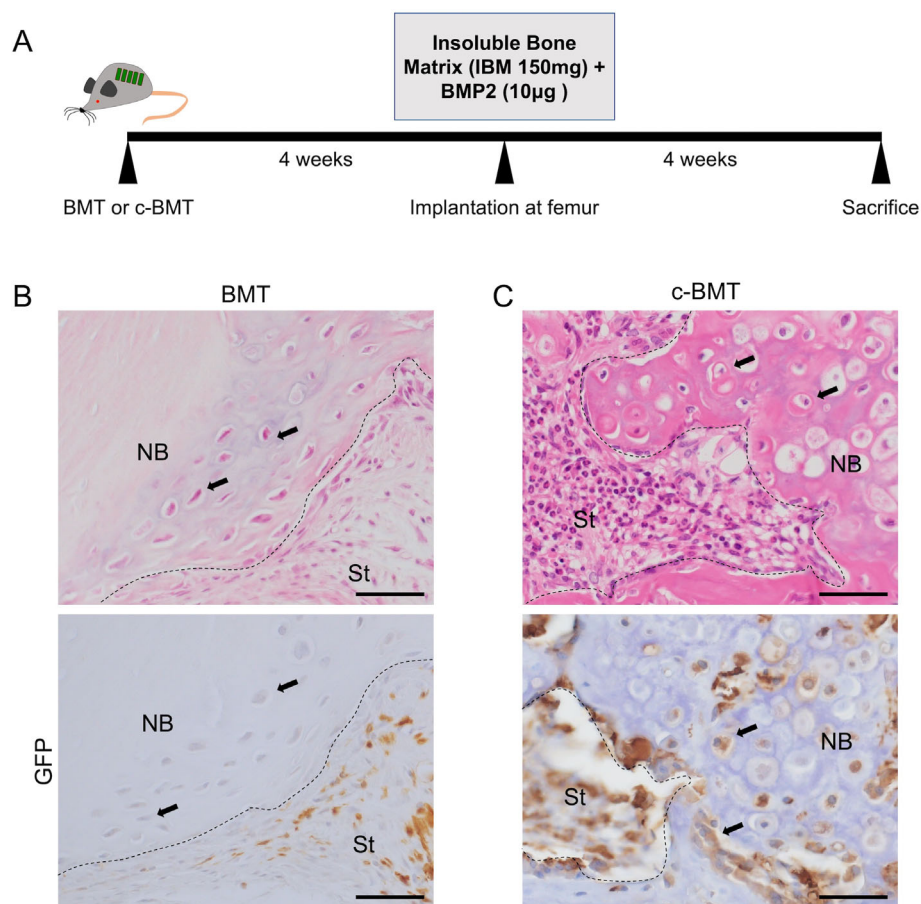 A
Insoluble Bone
Matrix (IBM 150mg) +
BMP2 (10µg )
4 weeks
4 weeks
BMT or c-BMT
Implantation at femur
Sacrifice
B
BMT
C
c-BMT
NB
St
NB
St
GFP
NB
St
NB
St